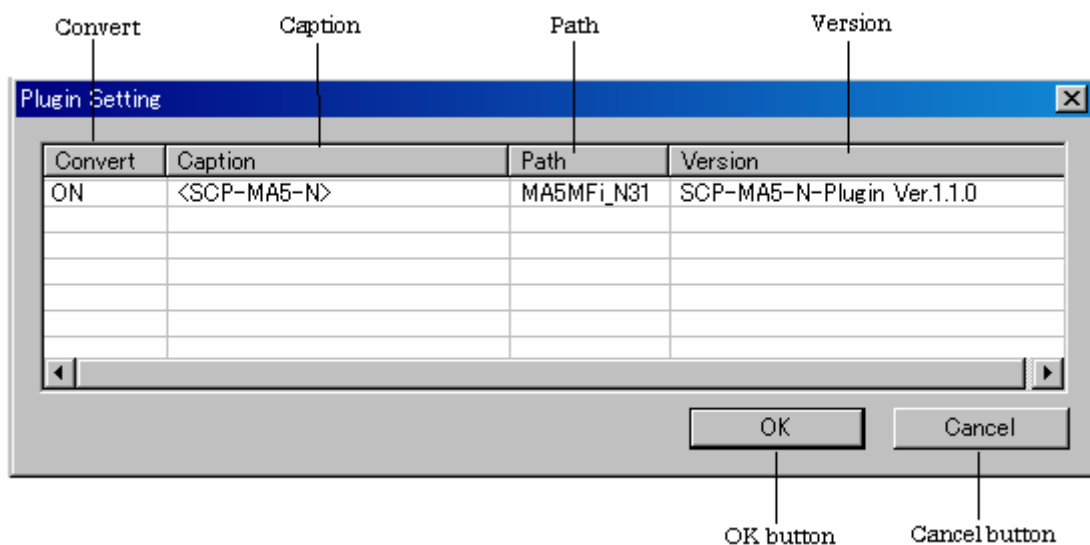 Convert Caption Path Version
Plugin Setting
Convert Caption Path Version
ON <SCP-MA5-N> MA5MFi_N31 SCP-MA5-N-Plugin Ver.1.1.0
OK Cancel
OK button Cancel button